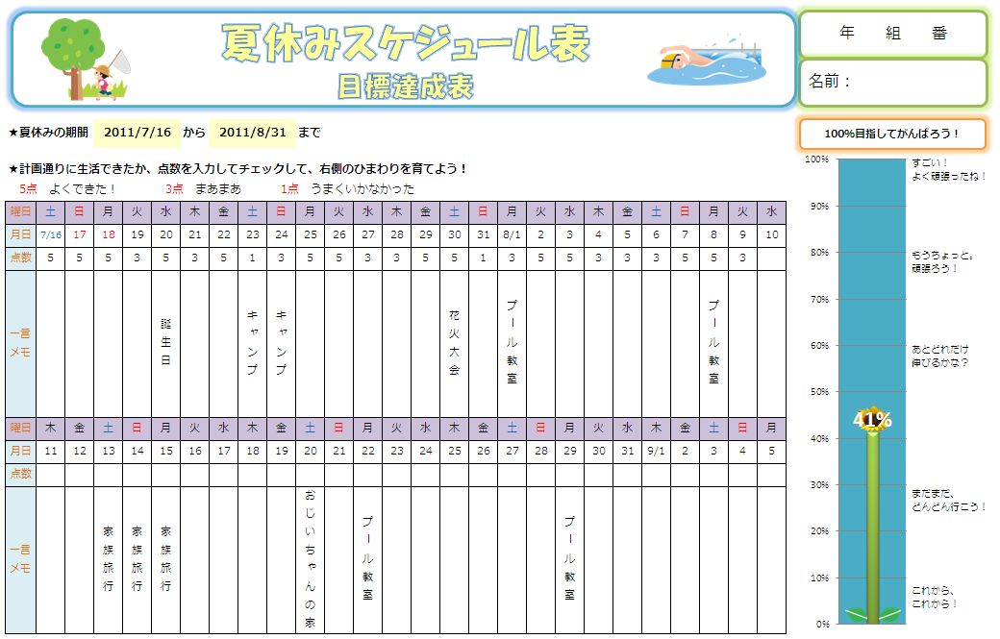 夏休みスケジュール表
目標達成表
年 組 番
名前：
★夏休みの期間 2011/7/16 から 2011/8/31 まで
100%目指してがんばろう！
★計画通りに生活できたか、点数を入力してチェックして、右側のひまわりを育てよう！
5点 よくできた！ 3点 まあまあ 1点 うまくいかなかった
曜日 土 日 月 火 水 木 金 土 日 月 火 水 木 金 土 日 月 火 水 木 金 土 日 月 火 水
月日 7/16 17 18 19 20 21 22 23 24 25 26 27 28 29 30 31 8/1 2 3 4 5 6 7 8 9 10
点数 5 5 5 3 5 3 5 1 3 5 5 3 3 5 5 1 3 5 5 3 3 3 5 5 3
一言
メモ
誕生日
キャンプ
キャンプ
花火大会
プール教室
プール教室
曜日 木 金 土 日 月 火 水 木 金 土 日 月 火 水 木 金 土 日 月 火 水 木 金 土 日 月
月日 11 12 13 14 15 16 17 18 19 20 21 22 23 24 25 26 27 28 29 30 31 9/1 2 3 4 5
点数
一言
メモ
家族旅行
家族旅行
家族旅行
おじいちゃんの家
プール教室
プール教室
100%
すごい！
よく頑張ったね！
90%
80%
もうちょっと。
頑張ろう！
70%
60%
あとどれだけ
伸びるかな？
50%
41%
40%
30%
まだまだ、
どんどん行こう！
20%
10%
これから、
これから！
0%